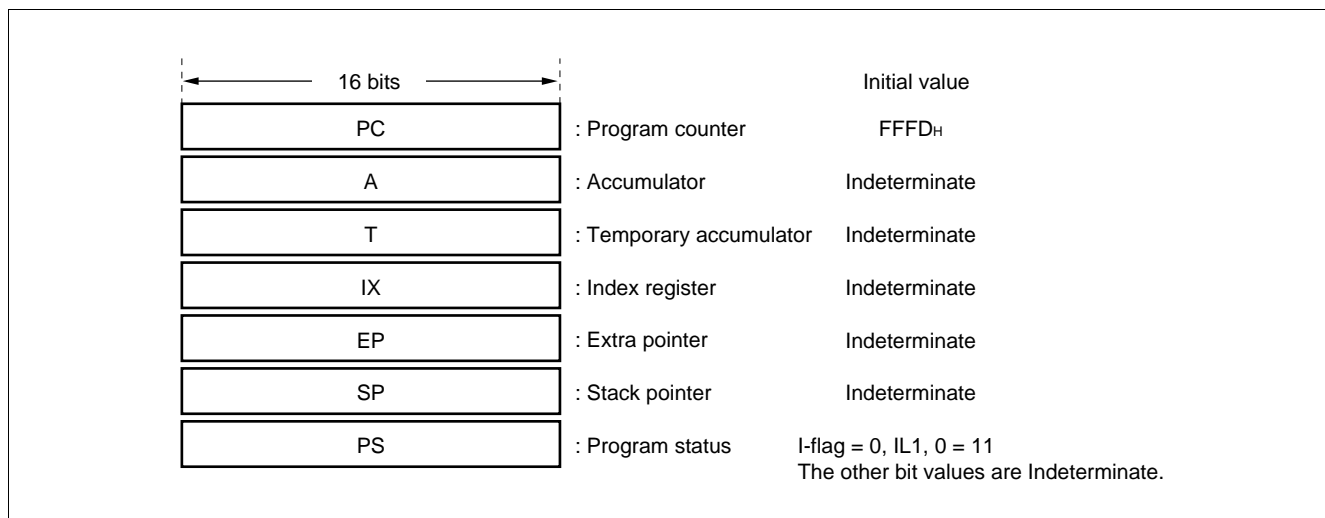 16 bits Initial value
PC : Program counter FFFDH
A : Accumulator Indeterminate
T : Temporary accumulator Indeterminate
IX : Index register Indeterminate
EP : Extra pointer Indeterminate
SP : Stack pointer Indeterminate
PS : Program status I-flag = 0, IL1, 0 = 11
The other bit values are Indeterminate.